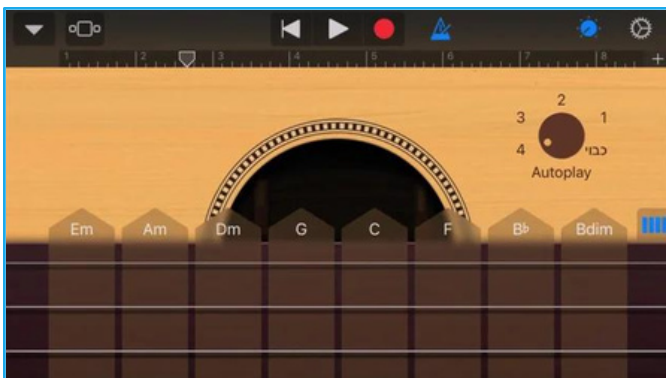 1 2 3 4 5 6 7 8 +
2
3 1
4 כבוי
Autoplay
Em Am Dm G C F B♭ Bdim